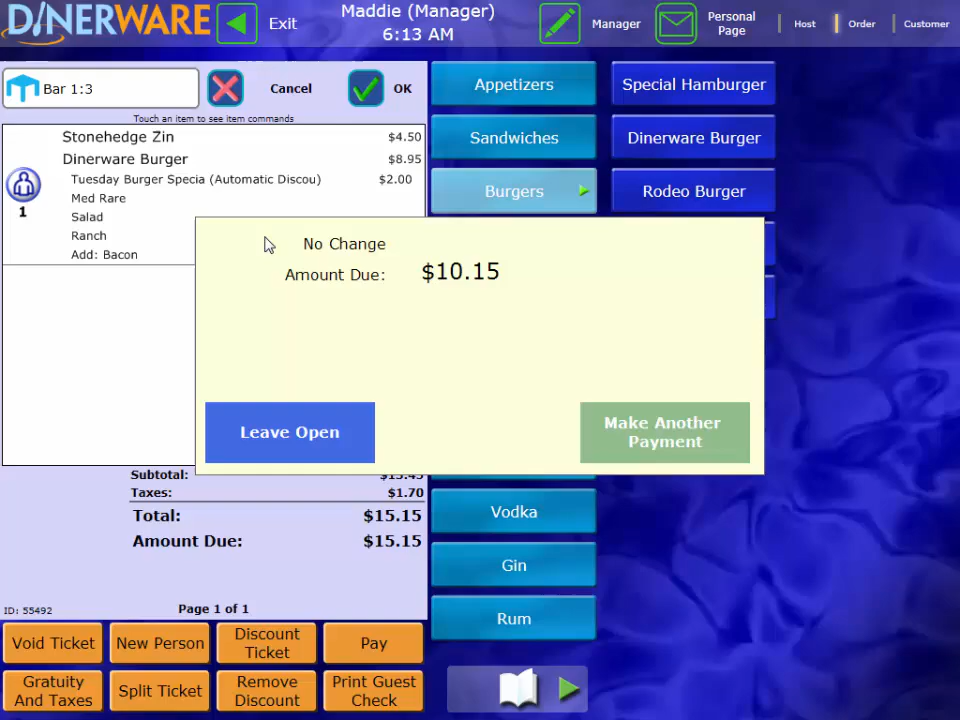 DINERWARE
Exit
Maddie (Manager)
6:13 AM
Manager
Personal
Page
Host
Order
Customer
Bar 1:3
Cancel
OK
Touch an item to see item commands
Stonehedge Zin $4.50
Dinerware Burger $8.95
Tuesday Burger Specia (Automatic Discou) $2.00
Med Rare
Salad
Ranch
Add: Bacon
1
Appetizers
Special Hamburger
Sandwiches
Dinerware Burger
Burgers
Rodeo Burger
No Change
Amount Due: $10.15
Leave Open
Make Another
Payment
Subtotal:
Taxes: $1.70
Total: $15.15
Amount Due: $15.15
ID: 55492
Page 1 of 1
Vodka
Gin
Rum
Void Ticket
New Person
Discount
Ticket
Pay
Gratuity
And Taxes
Split Ticket
Remove
Discount
Print Guest
Check